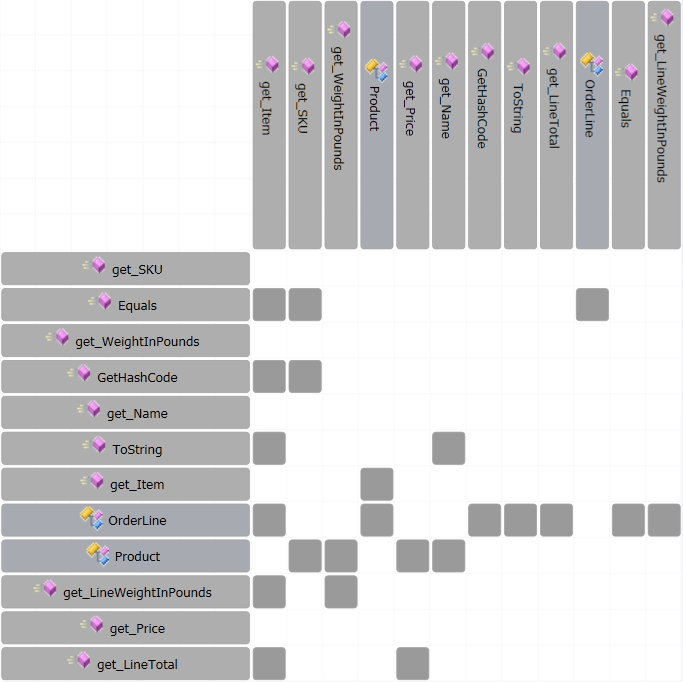 get_Item
get_SKU
get_WeightInPounds
Product
get_Price
get_Name
GetHashCode
ToString
get_LineTotal
OrderLine
Equals
get_LineWeightInPounds
get_SKU
Equals
get_WeightInPounds
GetHashCode
get_Name
ToString
get_Item
OrderLine
Product
get_LineWeightInPounds
get_Price
get_LineTotal